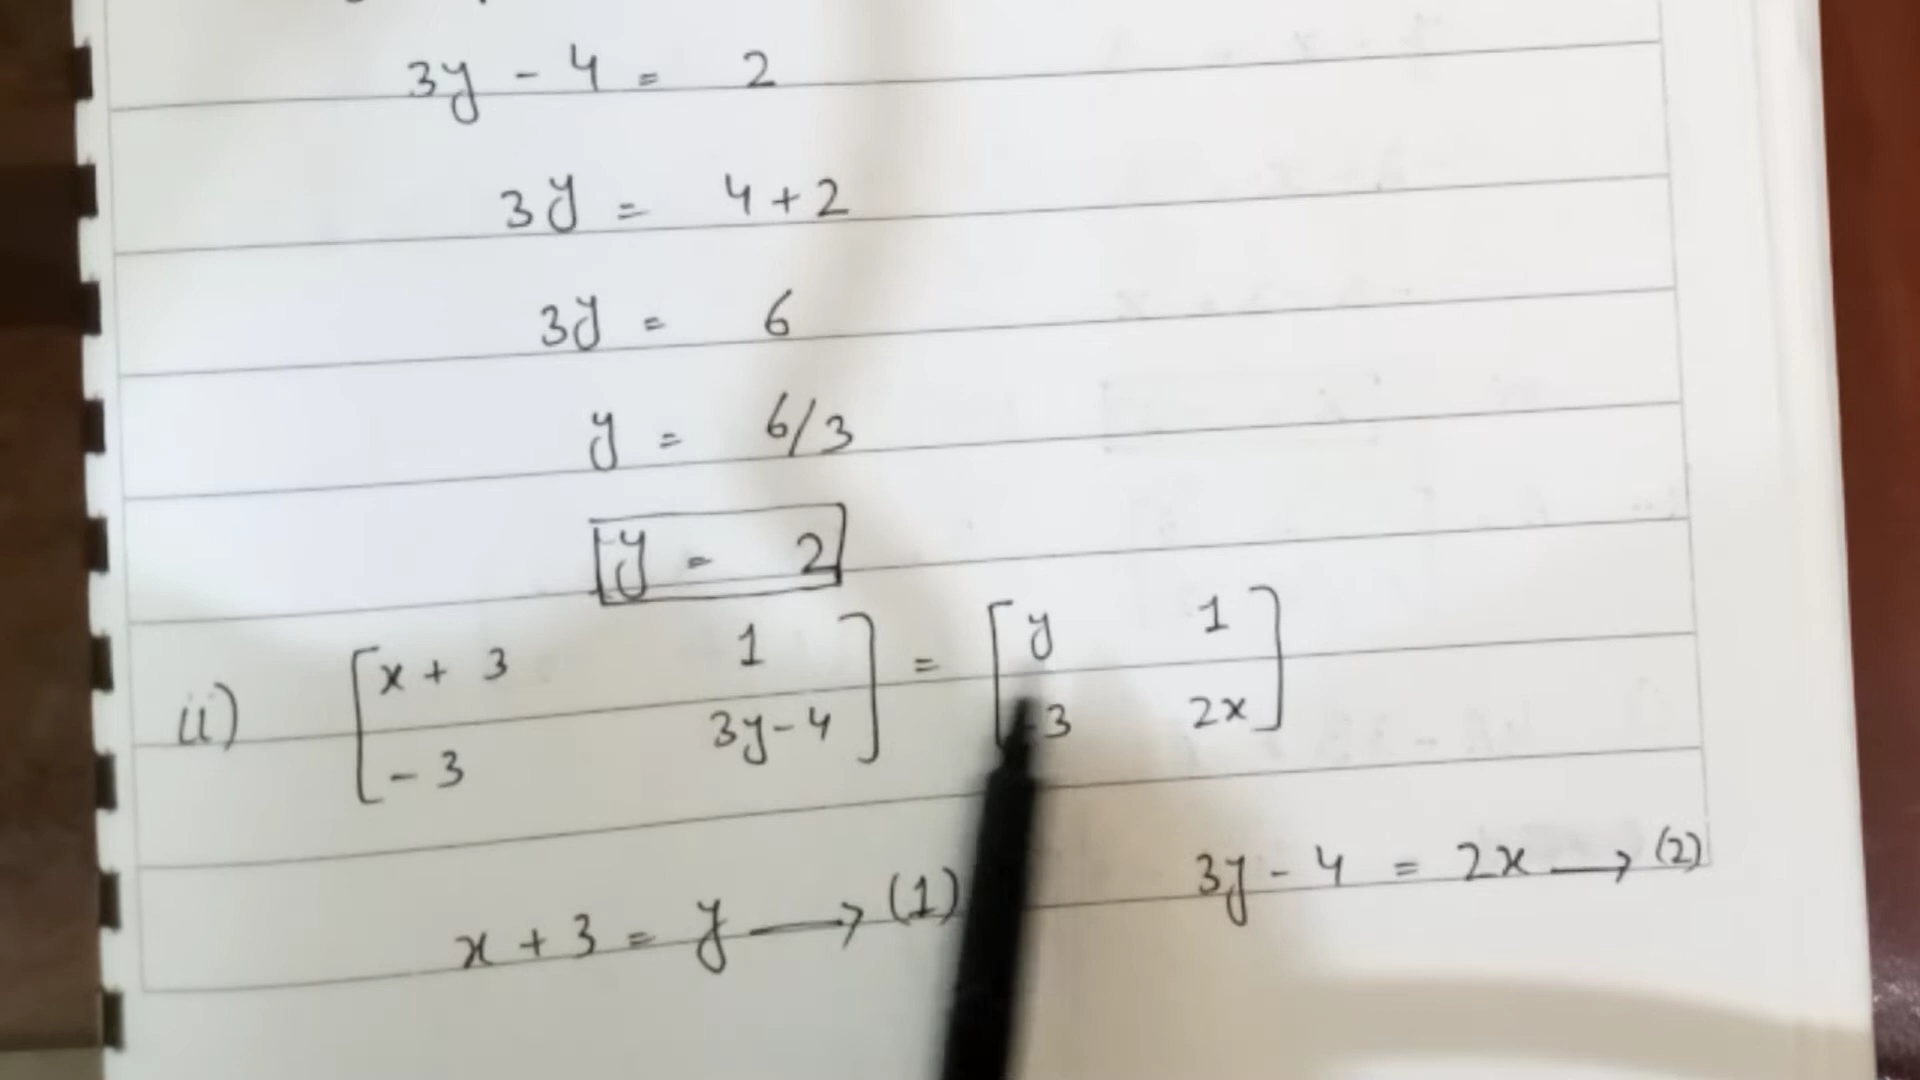 3y - 4 = 2
3y = 4 + 2
3y = 6
y = 6/3
y = 2
ii) [x + 3 1] = [y 1]
[- 3 3y - 4] [-3 2x]
x + 3 = y → (1) 3y - 4 = 2x → (2)